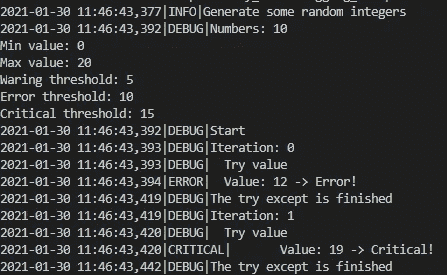 2021-01-30 11:46:43,377|INFO|Generate some random integers
2021-01-30 11:46:43,392|DEBUG|Numbers: 10
Min value: 0
Max value: 20
Waring threshold: 5
Error threshold: 10
Critical threshold: 15
2021-01-30 11:46:43,392|DEBUG|Start
2021-01-30 11:46:43,393|DEBUG|Iteration: 0
2021-01-30 11:46:43,393|DEBUG|  Try value
2021-01-30 11:46:43,394|ERROR|  Value: 12 -> Error!
2021-01-30 11:46:43,419|DEBUG|The try except is finished
2021-01-30 11:46:43,419|DEBUG|Iteration: 1
2021-01-30 11:46:43,420|DEBUG|  Try value
2021-01-30 11:46:43,420|CRITICAL|       Value: 19 -> Critical!
2021-01-30 11:46:43,442|DEBUG|The try except is finished